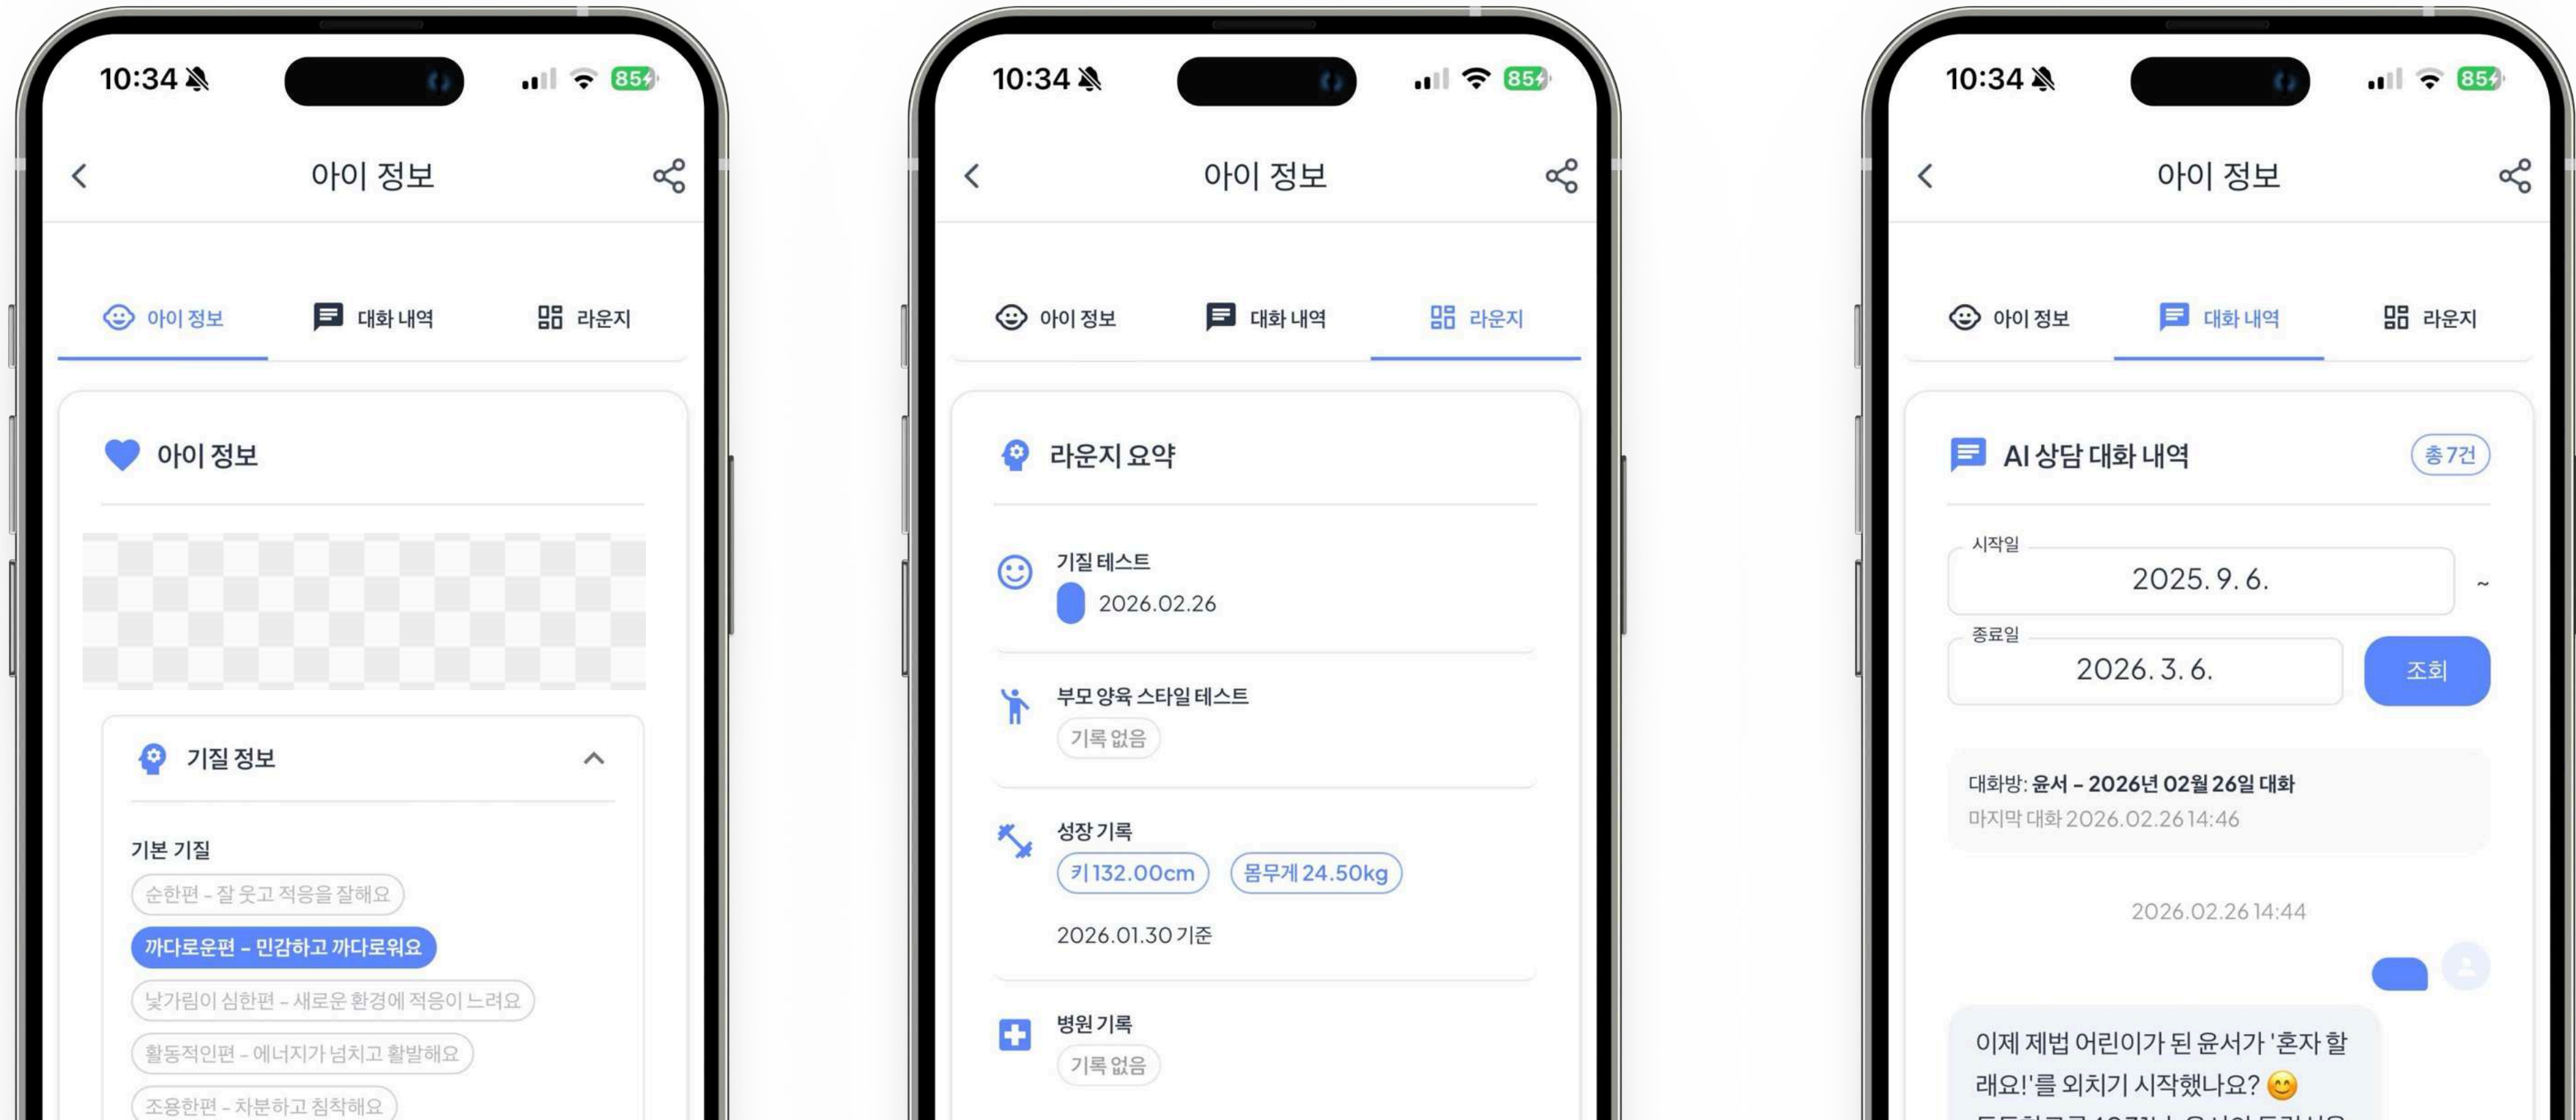 10:34
85
아이 정보
아이 정보
대화 내역
라운지
아이 정보
기질 정보
기본 기질
순한편 - 잘 웃고 적응을 잘해요
까다로운편 - 민감하고 까다로워요
낯가림이 심한편 - 새로운 환경에 적응이 느려요
활동적인편 - 에너지가 넘치고 활발해요
조용한편 - 차분하고 침착해요
10:34
85
아이 정보
아이 정보
대화 내역
라운지
라운지 요약
기질 테스트
2026.02.26
부모 양육 스타일 테스트
기록 없음
성장 기록
키 132.00cm
몸무게 24.50kg
2026.01.30 기준
병원 기록
기록 없음
10:34
85
아이 정보
아이 정보
대화 내역
라운지
AI 상담 대화 내역
총 7건
시작일
2025. 9. 6.
~
종료일
2026. 3. 6.
조회
대화방: 윤서 - 2026년 02월 26일 대화
마지막 대화 2026.02.26 14:46
2026.02.26 14:44
이제 제법 어린이가 된 윤서가 '혼자 할
래요!'를 외치기 시작했나요? 😊